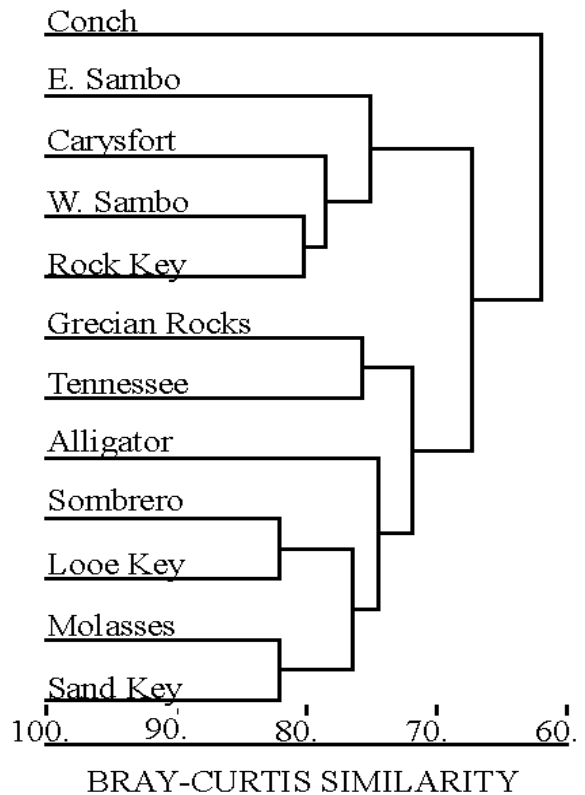 Conch
E. Sambo
Carysfort
W. Sambo
Rock Key
Grecian Rocks
Tennessee
Alligator
Sombrero
Looe Key
Molasses
Sand Key
100. 90. 80. 70. 60.
BRAY-CURTIS SIMILARITY